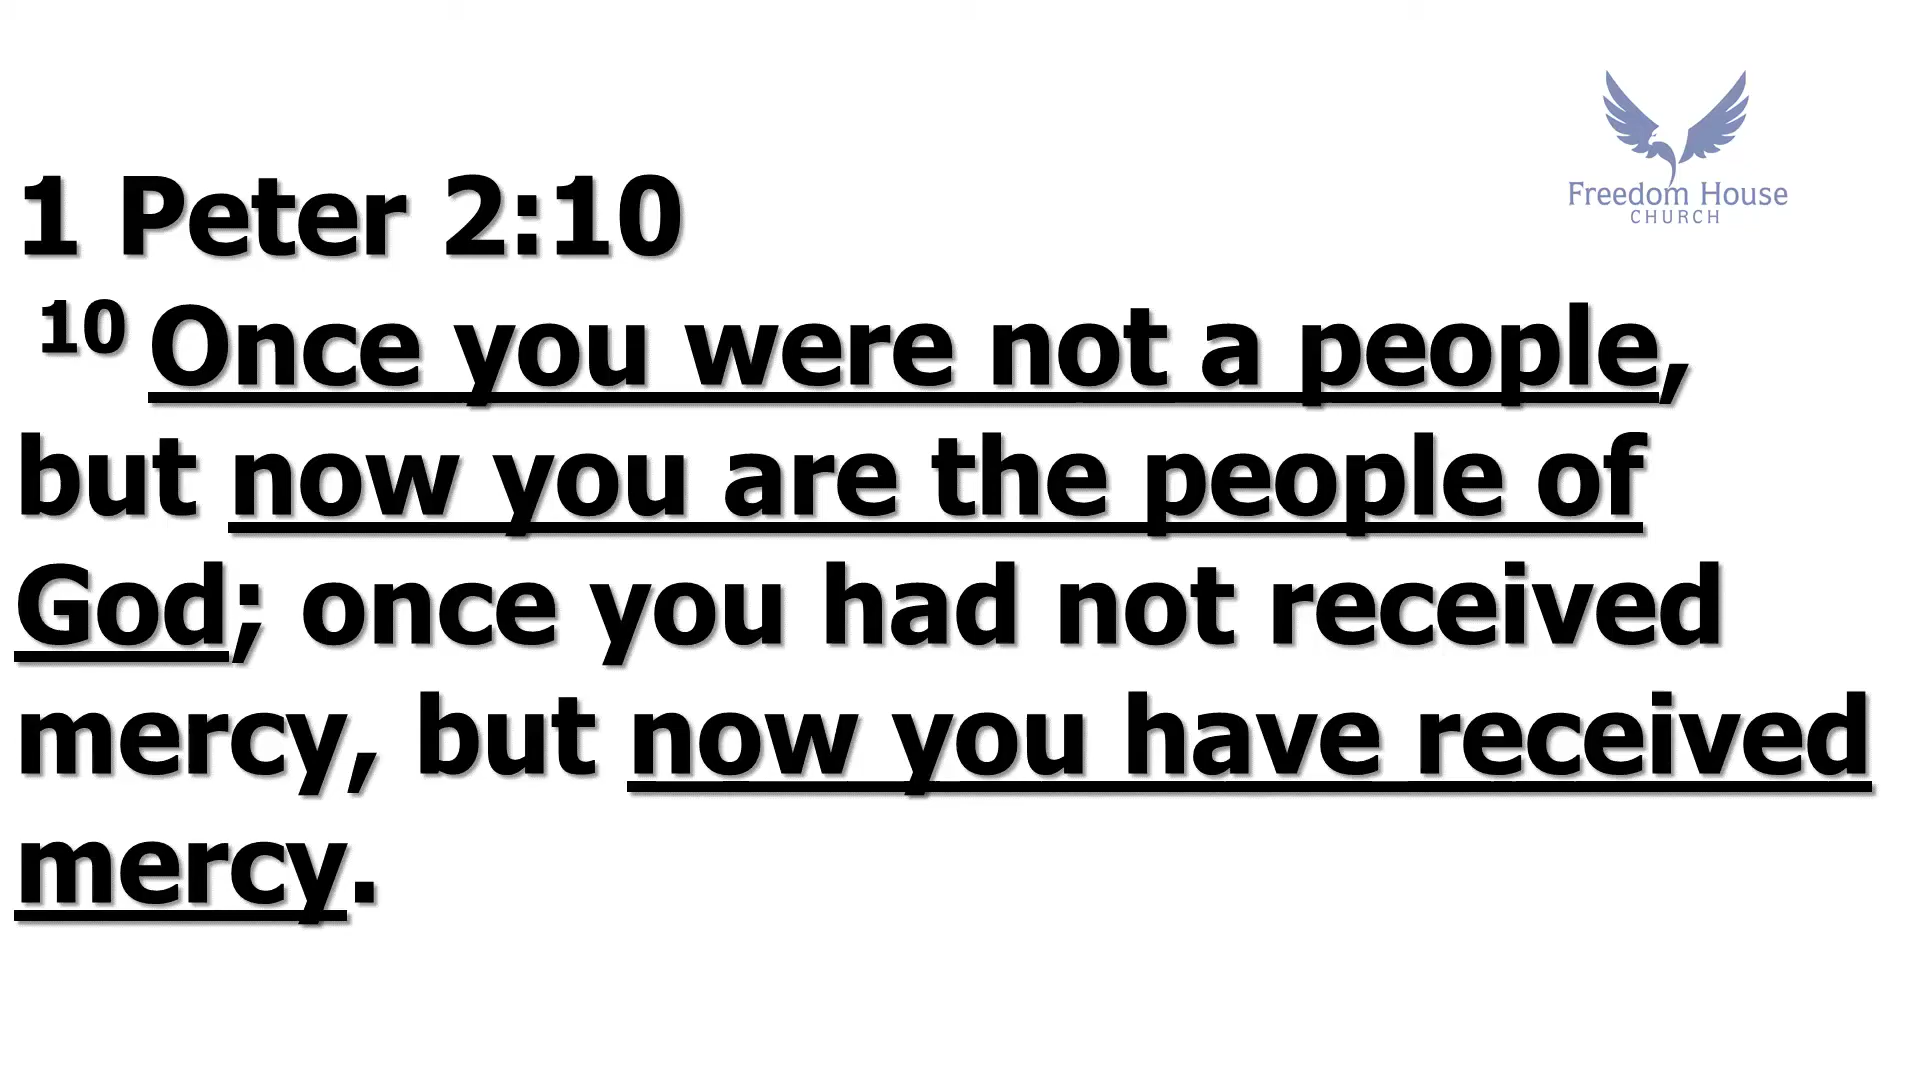 Freedom House
CHURCH
1 Peter 2:10
10 Once you were not a people,
but now you are the people of
God; once you had not received
mercy, but now you have received
mercy.